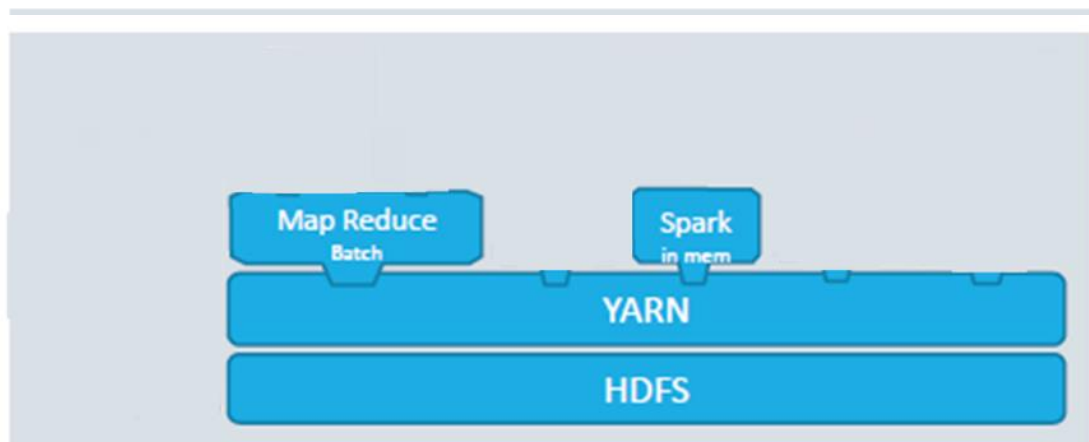 Map Reduce
Batch
Spark
in mem
YARN
HDFS